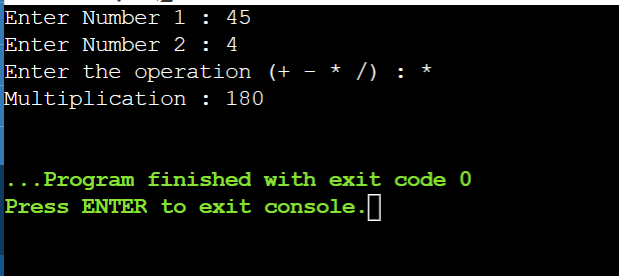 Enter Number 1 : 45
Enter Number 2 : 4
Enter the operation (+ - * /) : *
Multiplication : 180
...Program finished with exit code 0
Press ENTER to exit console.